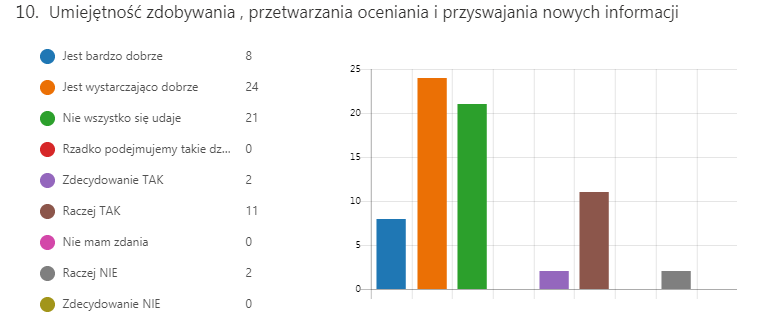 10. Umiejętność zdobywania , przetwarzania oceniania i przyswajania nowych informacji
Jest bardzo dobrze 8
Jest wystarczająco dobrze 24
Nie wszystko się udaje 21
Rzadko podejmujemy takie dz... 0
Zdecydowanie TAK 2
Raczej TAK 11
Nie mam zdania 0
Raczej NIE 2
Zdecydowanie NIE 0
25
20
15
10
5
0